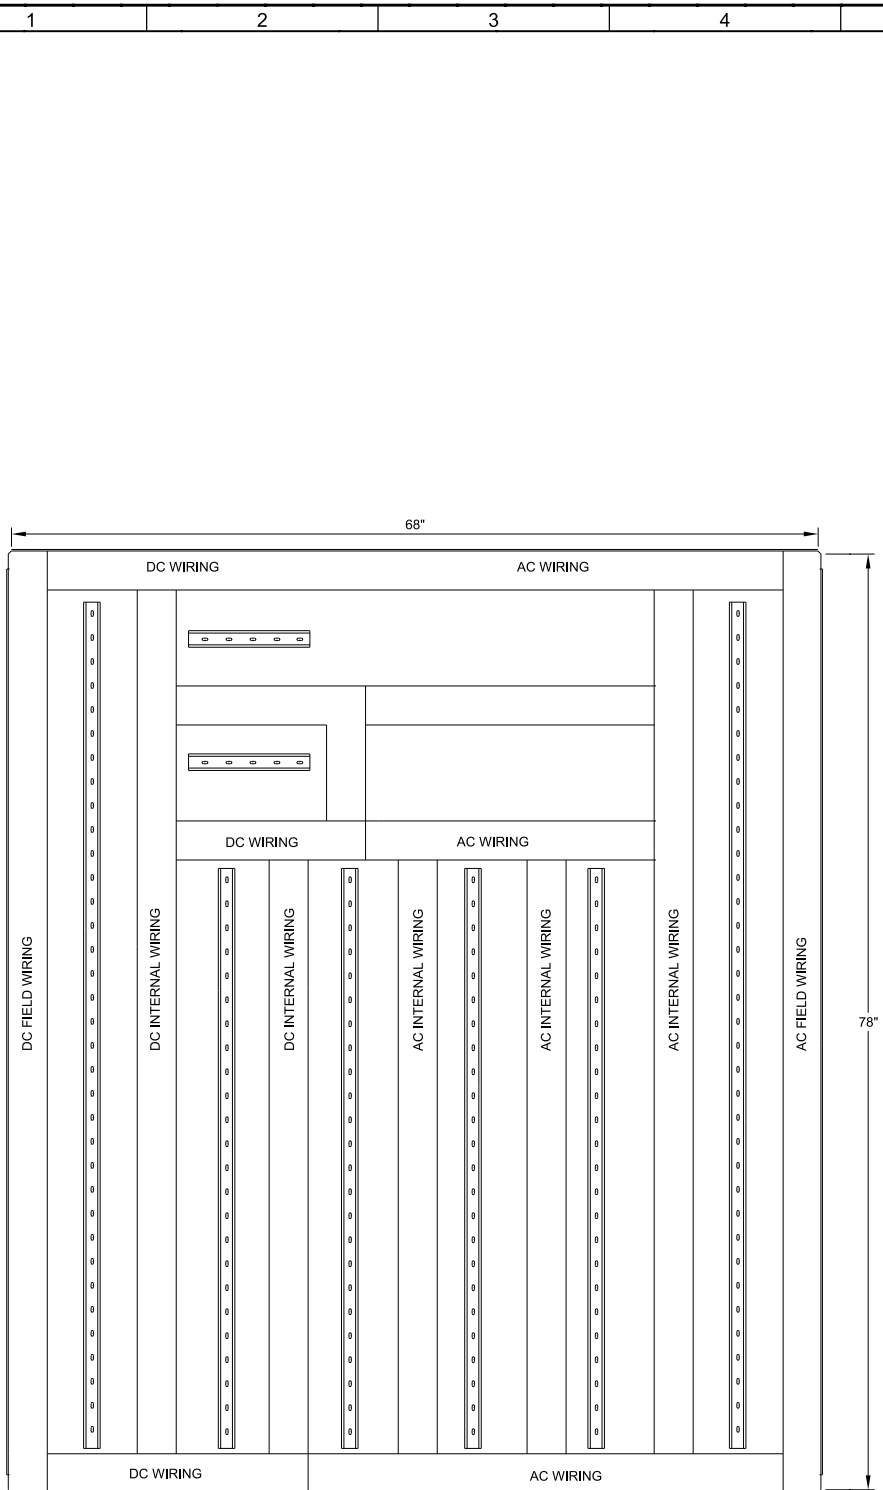 1 2 3 4
68"
DC WIRING AC WIRING
DC WIRING AC WIRING
DC FIELD WIRING
DC INTERNAL WIRING
DC INTERNAL WIRING
AC INTERNAL WIRING
AC INTERNAL WIRING
AC INTERNAL WIRING
AC FIELD WIRING
78"
DC WIRING AC WIRING